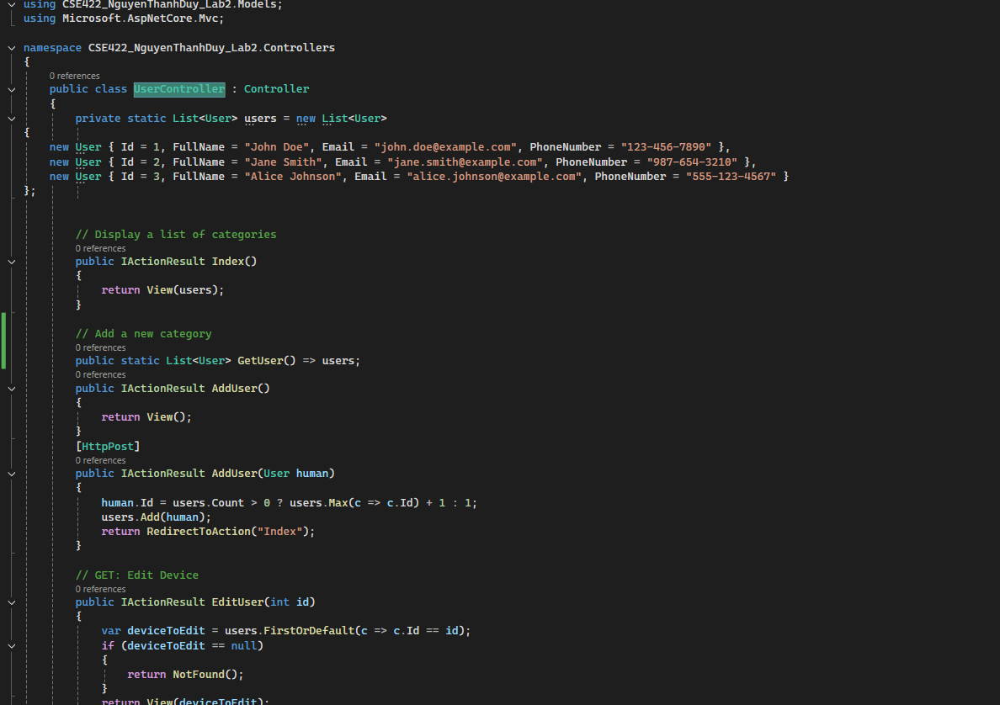 using CSE422_NguyenThanhDuy_Lab2.Models;
using Microsoft.AspNetCore.Mvc;
namespace CSE422_NguyenThanhDuy_Lab2.Controllers
{
0 references
public class UserController : Controller
{
private static List<User> users = new List<User>
{
new User { Id = 1, FullName = "John Doe", Email = "john.doe@example.com", PhoneNumber = "123-456-7890" },
new User { Id = 2, FullName = "Jane Smith", Email = "jane.smith@example.com", PhoneNumber = "987-654-3210" },
new User { Id = 3, FullName = "Alice Johnson", Email = "alice.johnson@example.com", PhoneNumber = "555-123-4567" }
};
// Display a list of categories
0 references
public IActionResult Index()
{
return View(users);
}
// Add a new category
0 references
public static List<User> GetUser() => users;
0 references
public IActionResult AddUser()
{
return View();
}
[HttpPost]
0 references
public IActionResult AddUser(User human)
{
human.Id = users.Count > 0 ? users.Max(c => c.Id) + 1 : 1;
users.Add(human);
return RedirectToAction("Index");
}
// GET: Edit Device
0 references
public IActionResult EditUser(int id)
{
var deviceToEdit = users.FirstOrDefault(c => c.Id == id);
if (deviceToEdit == null)
{
return NotFound();
}
return View(deviceToEdit);